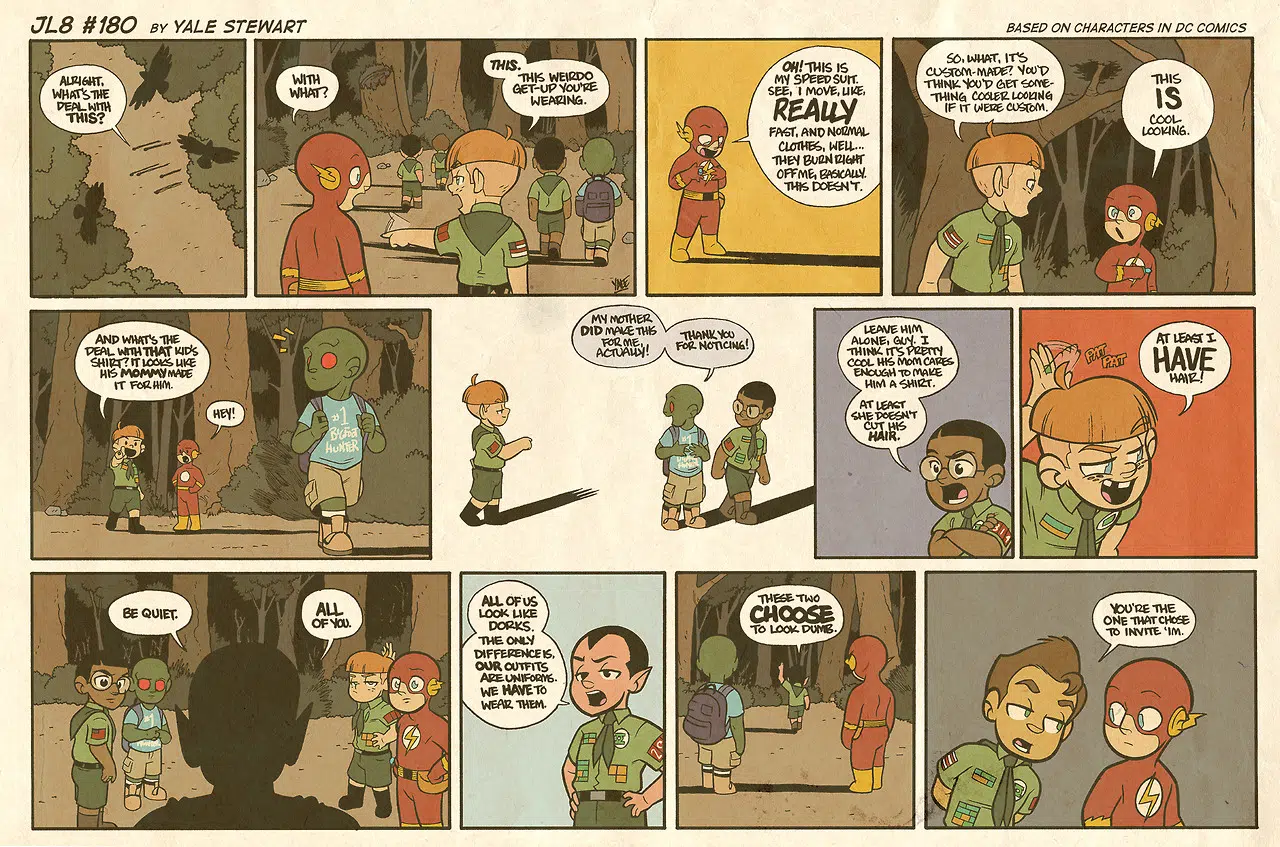 JL8 #180 BY YALE STEWART
BASED ON CHARACTERS IN DC COMICS
ALRIGHT,
WHAT'S THE
DEAL WITH
THIS?
WITH
WHAT?
THIS.
THIS WEIRDO
GET-UP YOU'RE
WEARING.
YALE
OH! THIS IS
MY SPEED SUIT.
SEE, I MOVE, LIKE,
REALLY
FAST, AND NORMAL
CLOTHES, WELL...
THEY BURN RIGHT
OFF ME, BASICALLY.
THIS DOESN'T.
SO, WHAT, IT'S
CUSTOM-MADE? YOU'D
THINK YOU'D GET SOME-
THING COOLER LOOKING
IF IT WERE CUSTOM.
THIS
IS
COOL
LOOKING.
AND WHAT'S THE
DEAL WITH THAT KID'S
SHIRT? IT LOOKS LIKE
HIS MOMMY MADE
IT FOR HIM.
HEY!
#1
BIGFOOT
HUNTER
MY MOTHER
DID MAKE THIS
FOR ME,
ACTUALLY!
THANK YOU
FOR NOTICING!
#1
LEAVE HIM
ALONE, GUY. I
THINK IT'S PRETTY
COOL HIS MOM CARES
ENOUGH TO MAKE
HIM A SHIRT.
AT LEAST
SHE DOESN'T
CUT HIS
HAIR.
PAT
PAT
AT LEAST I
HAVE
HAIR!
BE QUIET.
ALL
OF YOU.
#1
ALL OF US
LOOK LIKE
DORKS.
THE ONLY
DIFFERENCE IS,
OUR OUTFITS
ARE UNIFORMS.
WE HAVE TO
WEAR THEM.
THESE TWO
CHOOSE
TO LOOK DUMB.
YOU'RE THE
ONE THAT CHOSE
TO INVITE 'IM.